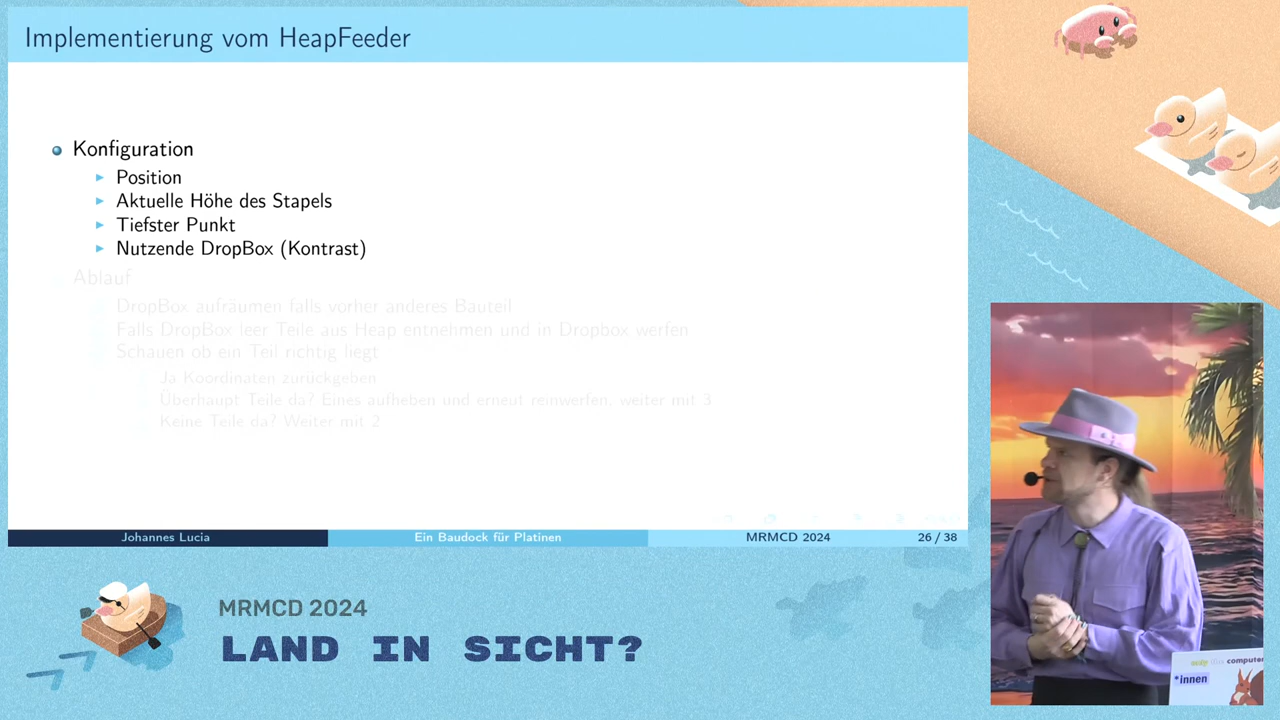 Implementierung vom HeapFeeder
Konfiguration
Position
Aktuelle Höhe des Stapels
Tiefster Punkt
Nutzende DropBox (Kontrast)
Ablauf
DropBox aufräumen falls vorher anderes Bauteil
Falls DropBox leer Teile aus Heap entnehmen und in Dropbox werfen
Schauen ob ein Teil richtig liegt
Ja Koordinaten zurückgeben
Überhaupt Teile da? Eines aufheben und erneut reinwerfen, weiter mit 3
Keine Teile da? Weiter mit 2
Johannes Lucia Ein Baudock für Platinen MRMCD 2024 26 / 38
MRMCD 2024
LAND IN SICHT?
computer
*innen